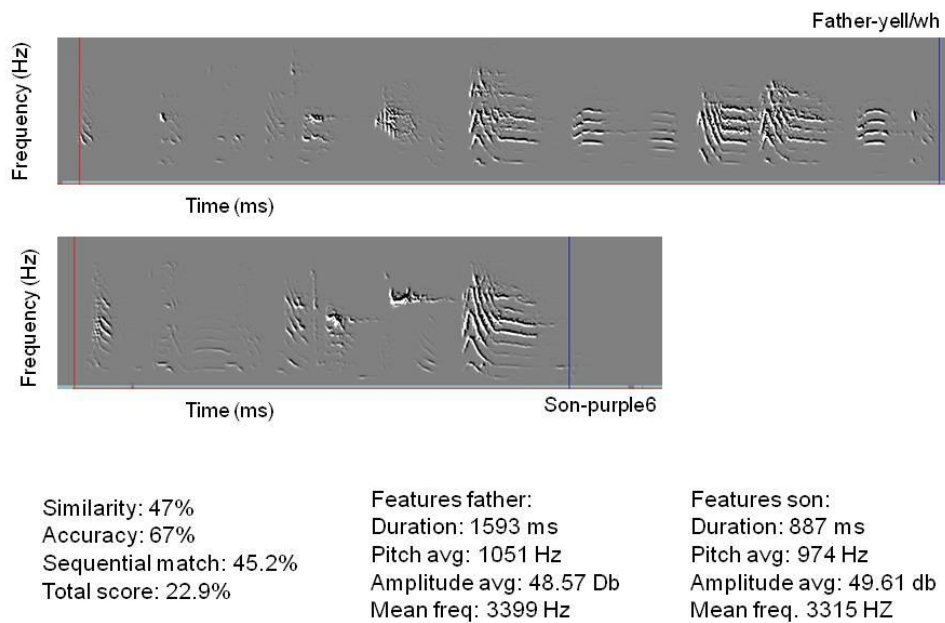 Father-yell/wh
Frequency (Hz)
Time (ms)
Frequency (Hz)
Time (ms)
Son-purple6
Similarity: 47%
Accuracy: 67%
Sequential match: 45.2%
Total score: 22.9%
Features father:
Duration: 1593 ms
Pitch avg: 1051 Hz
Amplitude avg: 48.57 Db
Mean freq: 3399 Hz
Features son:
Duration: 887 ms
Pitch avg: 974 Hz
Amplitude avg: 49.61 db
Mean freq. 3315 HZ